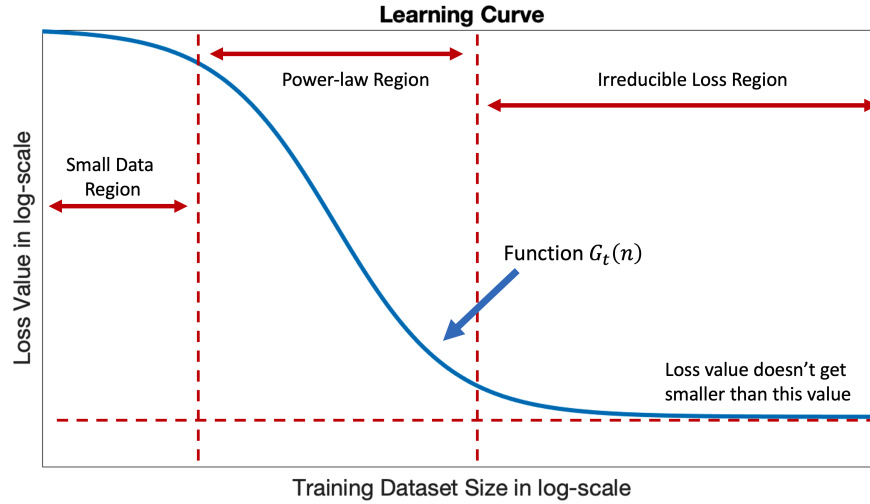 Learning Curve
Power-law Region
Irreducible Loss Region
Small Data
Region
Function $G_t(n)$
Loss value doesn't get
smaller than this value
Loss Value in log-scale
Training Dataset Size in log-scale